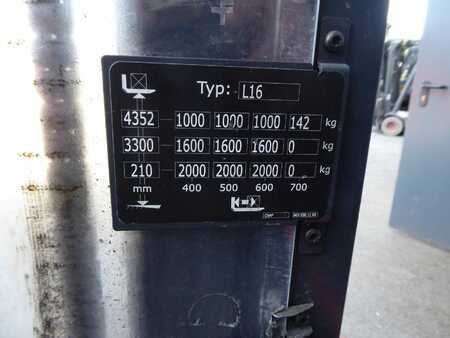 Typ: L16
4352 1000 1000 1000 142 kg
3300 1600 1600 1600 0 kg
210 2000 2000 2000 0 kg
mm 400 500 600 700